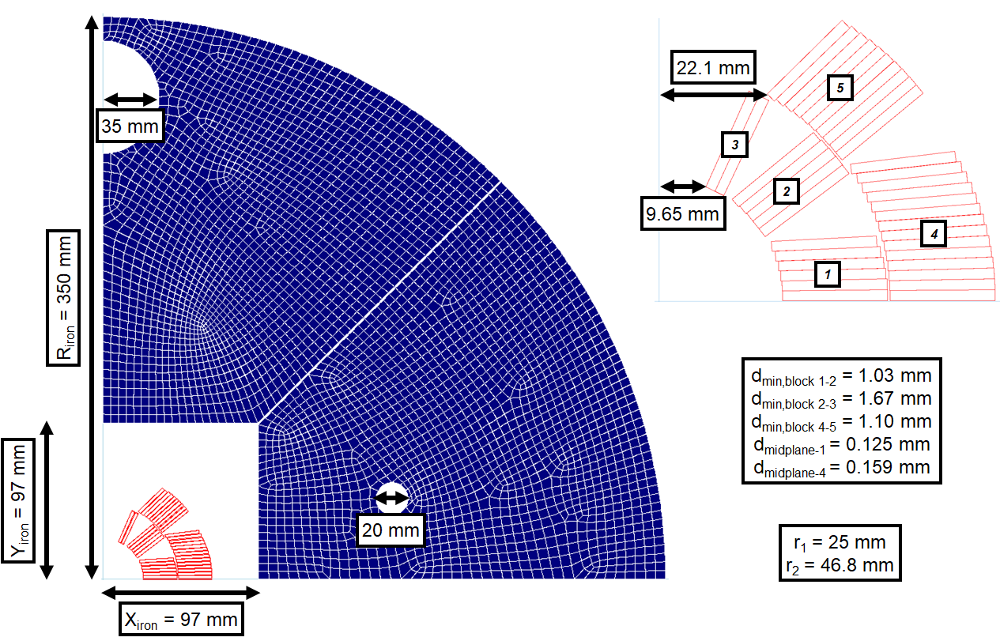 35 mm
R_iron = 350 mm
Y_iron = 97 mm
X_iron = 97 mm
20 mm
22.1 mm
9.65 mm
1
2
3
4
5
d_min,block 1-2 = 1.03 mm
d_min,block 2-3 = 1.67 mm
d_min,block 4-5 = 1.10 mm
d_midplane-1 = 0.125 mm
d_midplane-4 = 0.159 mm
r_1 = 25 mm
r_2 = 46.8 mm